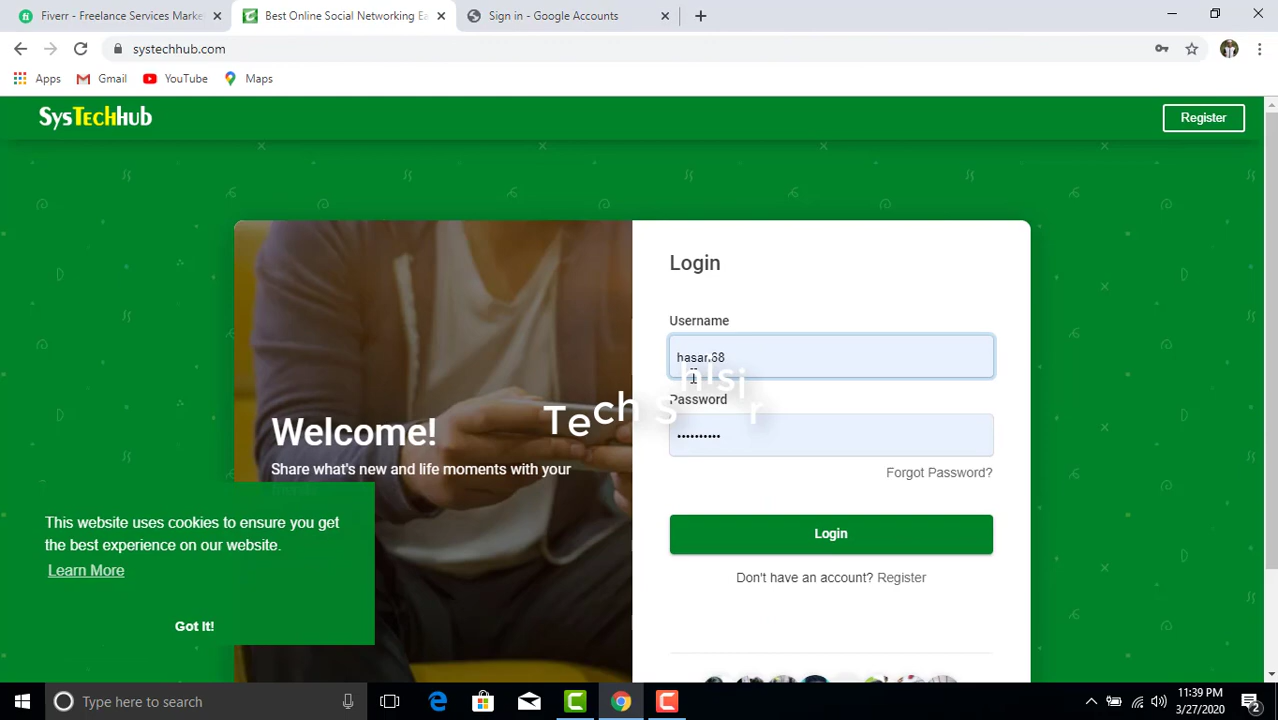 Fiverr - Freelance Services Marke
Best Online Social Networking Ea
Sign in - Google Accounts
systechhub.com
Apps
Gmail
YouTube
Maps
SysTechhub
Register
Login
Username
hasan68
Password
••••••••••
Forgot Password?
Login
Don't have an account? Register
Welcome!
Share what's new and life moments with your
This website uses cookies to ensure you get
the best experience on our website.
Learn More
Got It!
Type here to search
11:39 PM
3/27/2020
2